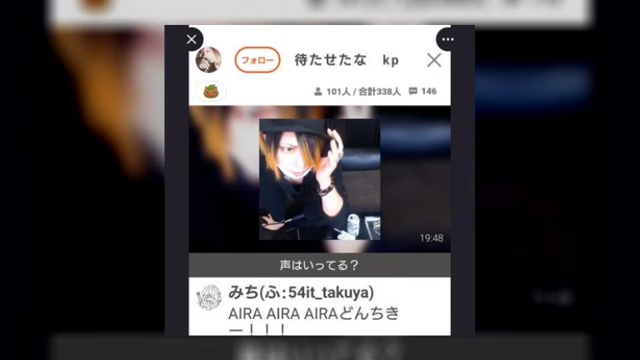 フォロー
待たせたな kp
101人 / 合計338人
146
19:48
声はいってる？
みち(ふ:54it_takuya)
AIRA AIRA AIRAどんちき
ー！！！